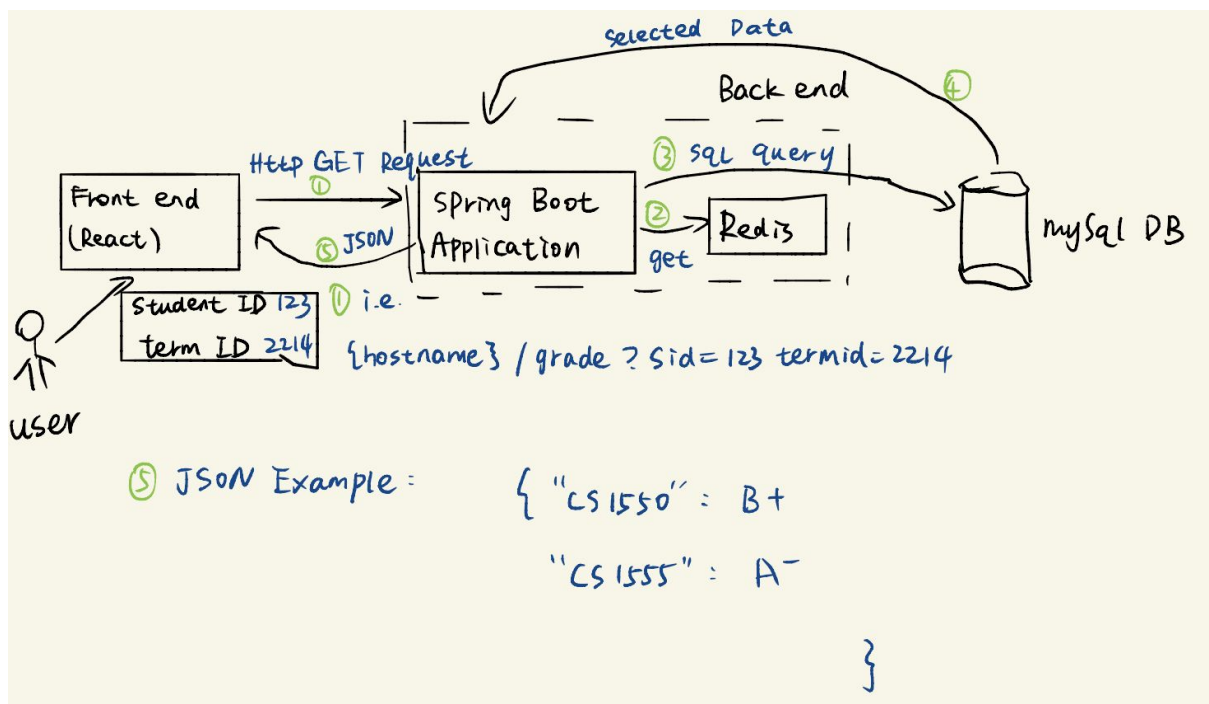 Selected Data
Back end
④
Http GET Request
①
③ SQL query
Front end
(React)
⑤ JSON
Spring Boot
Application
②
get
Redis
mySql DB
Student ID 123
term ID 2214
① i.e.
{hostname} / grade ? Sid= 123 termid= 2214
user
⑤ JSON Example :
{ "CS1550" : B+
"CS1555" : A-
}